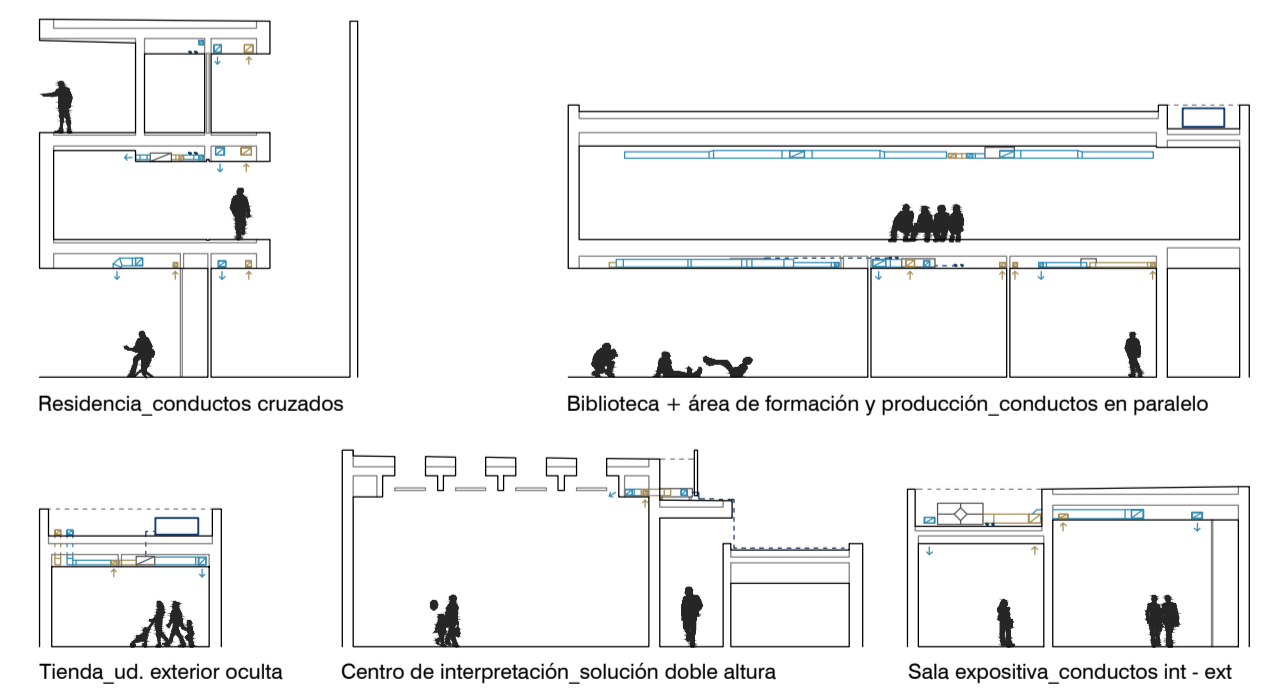 Residencia_conductos cruzados
Biblioteca + área de formación y producción_conductos en paralelo
Tienda_ud. exterior oculta
Centro de interpretación_solución doble altura
Sala expositiva_conductos int - ext